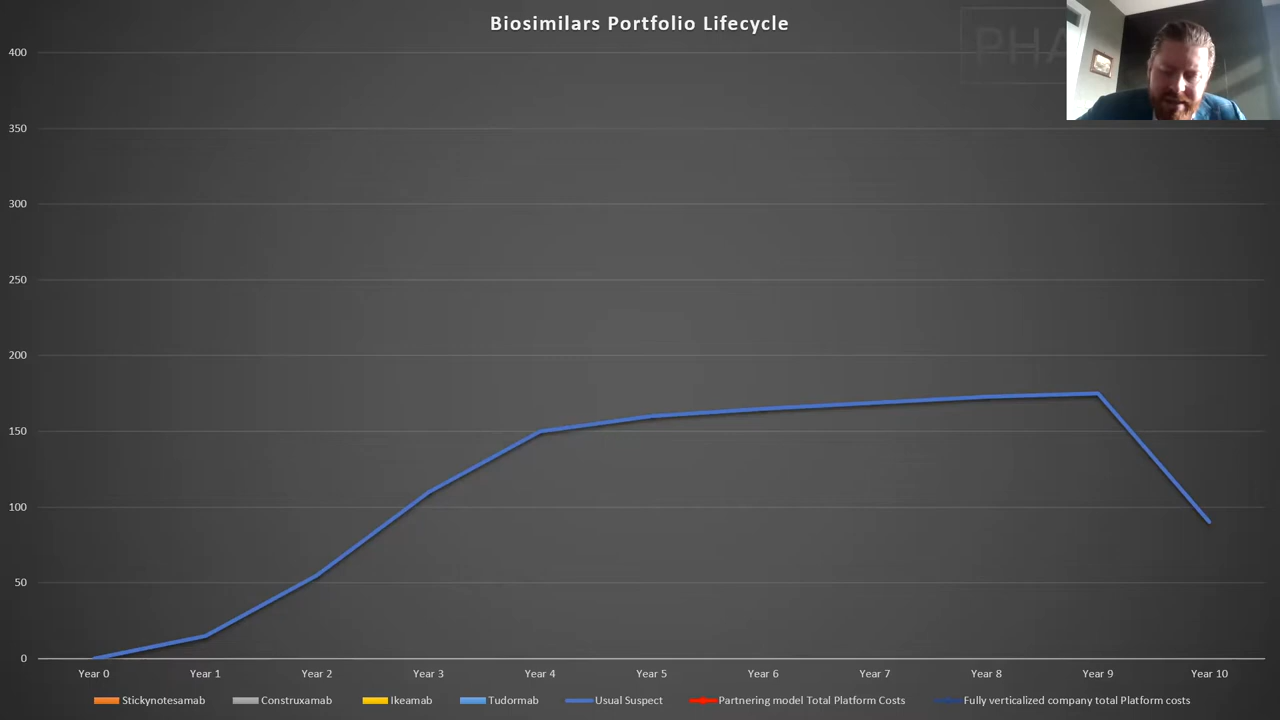 Biosimilars Portfolio Lifecycle
PHA
400
350
300
250
200
150
100
50
0
Year 0 Year 1 Year 2 Year 3 Year 4 Year 5 Year 6 Year 7 Year 8 Year 9 Year 10
Stickynotesamab Construxamab Ikeamab Tudormab Usual Suspect Partnering model Total Platform Costs Fully verticalized company total Platform costs